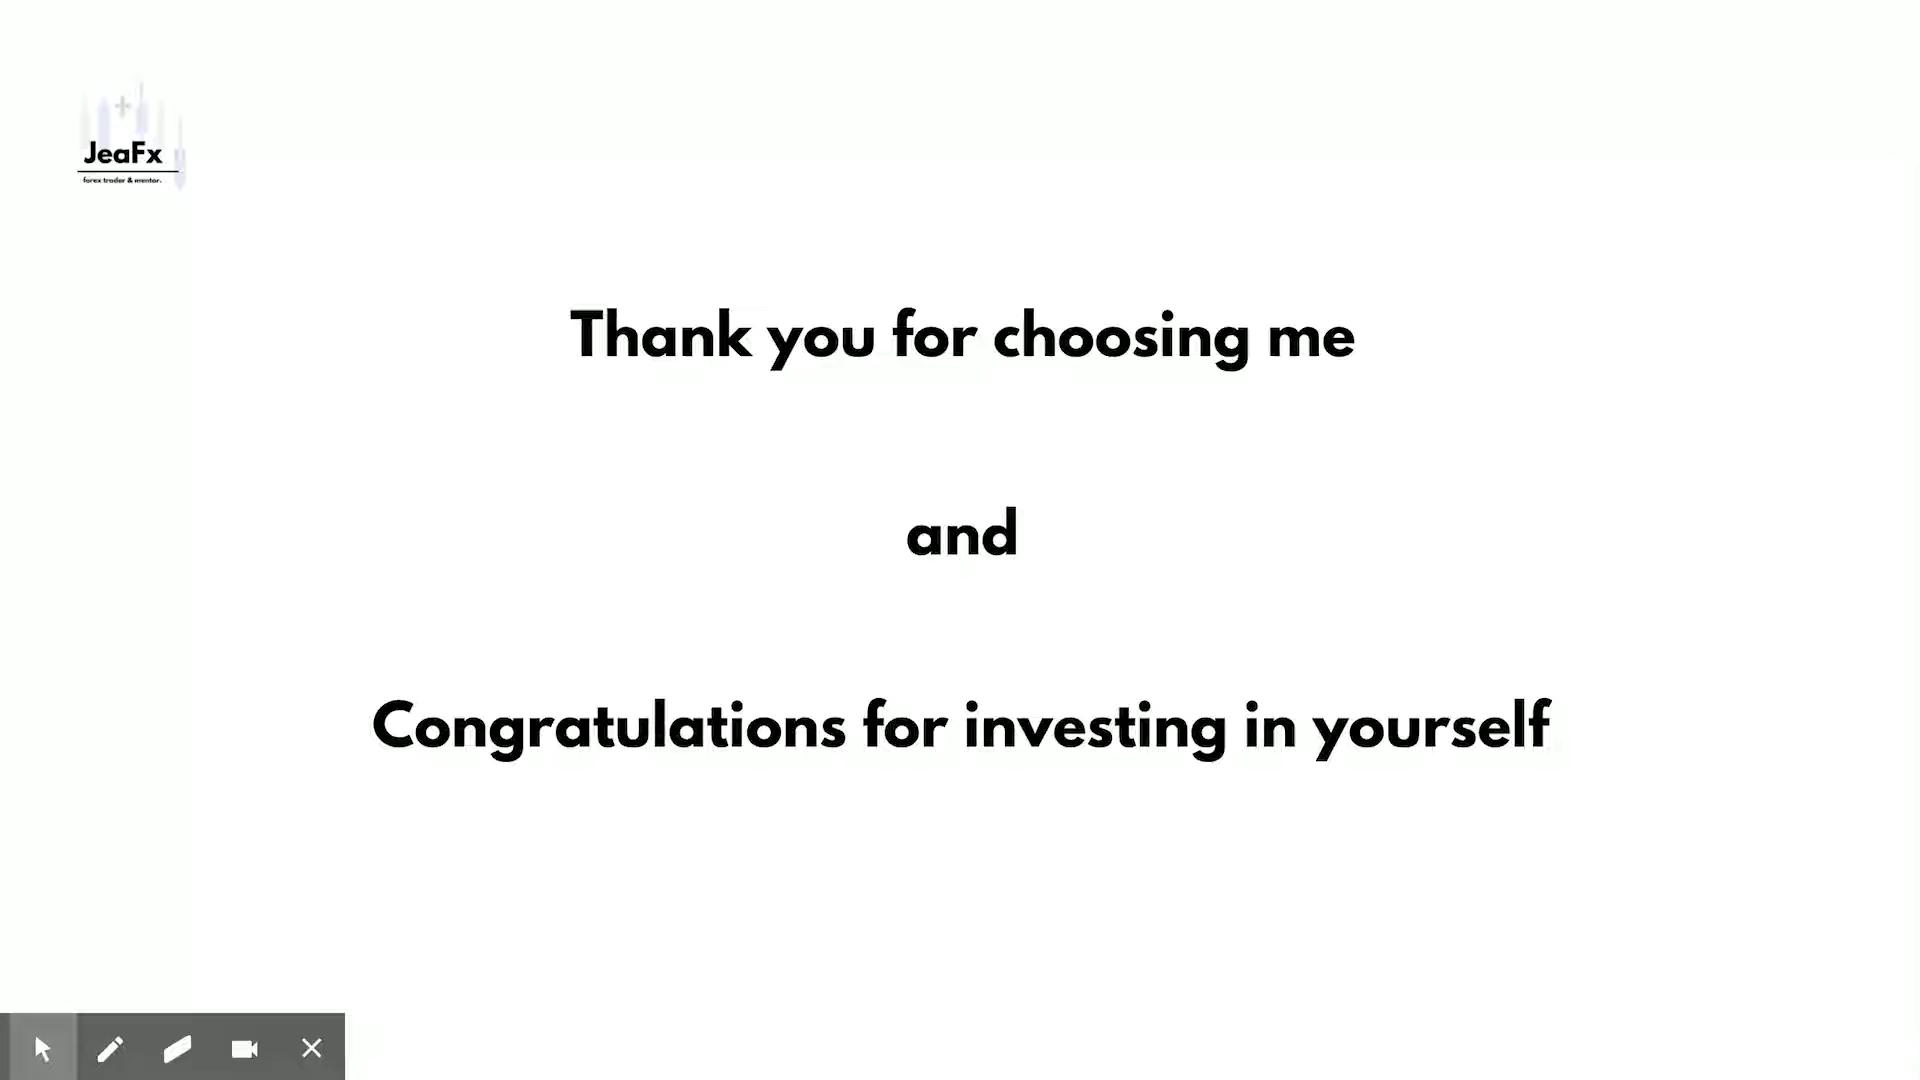 JeaFx
forex trader & mentor.
Thank you for choosing me
and
Congratulations for investing in yourself